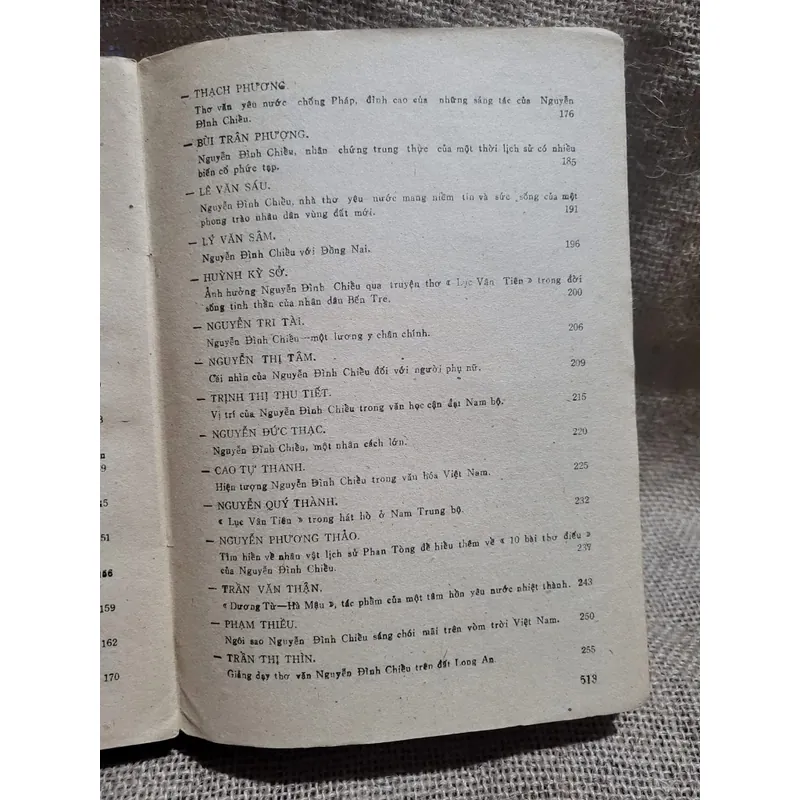 8
n
9
45
51
56
159
162
170
— THẠCH PHƯƠNG.
Thơ văn yêu nước chống Pháp, đỉnh cao của những sáng tác của Nguyễn
Đình Chiểu. 176
— BÙI TRÂN PHƯỢNG.
Nguyễn Đình Chiểu, nhân chứng trung thực của một thời lịch sử có nhiều
biến cố phức tạp. 185
— LÊ VĂN SÁU.
Nguyễn Đình Chiểu, nhà thơ yêu nước mang niềm tin và sức sống của một
phong trào nhân dân vùng đất mới. 191
— LÝ VĂN SÂM.
Nguyễn Đình Chiểu với Đồng Nai. 196
— HUỲNH KỲ SỞ.
Ảnh hưởng Nguyễn Đình Chiểu qua truyện thơ « Lục Vân Tiên » trong đời
sống tinh thần của nhân dân Bến Tre. 200
— NGUYỄN TRI TÀI.
Nguyễn Đình Chiểu—một lương y chân chính. 206
— NGUYỄN THỊ TÂM.
Cái nhìn của Nguyễn Đình Chiểu đối với người phụ nữ. 209
— TRỊNH THỊ THU TIẾT.
Vị trí của Nguyễn Đình Chiểu trong văn học cận đại Nam bộ. 215
— NGUYỄN ĐỨC THẠC.
Nguyễn Đình Chiểu, một nhân cách lớn. 220
— CAO TỰ THANH.
Hiện tượng Nguyễn Đình Chiểu trong văn hóa Việt Nam. 225
— NGUYỄN QUÝ THÀNH.
« Lục Vân Tiên » trong hát hò ở Nam Trung bộ. 232
— NGUYỄN PHƯƠNG THẢO.
Tìm hiểu về nhân vật lịch sử Phan Tòng để hiểu thêm về « 10 bài thơ điếu »
của Nguyễn Đình Chiểu. 237
— TRẦN VĂN THẬN.
« Dương Từ—Hà Mậu », tác phẩm của một tâm hồn yêu nước nhiệt thành. 243
— PHẠM THIỀU.
Ngôi sao Nguyễn Đình Chiểu sáng chói mãi trên vòm trời Việt Nam. 250
— TRẦN THỊ THÌN.
Giảng dạy thơ văn Nguyễn Đình Chiểu trên đất Long An 255
513